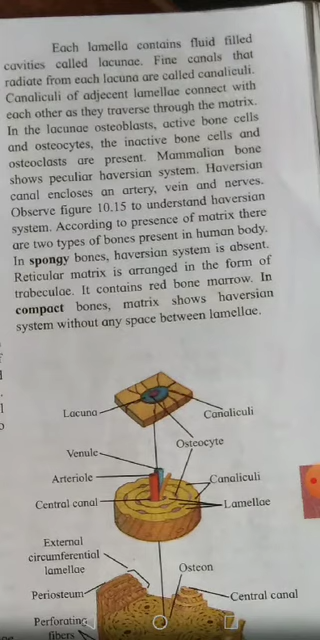 Each lamella contains fluid filled
cavities called lacunae. Fine canals that
radiate from each lacuna are called canaliculi.
Canaliculi of adjecent lamellae connect with
each other as they traverse through the matrix.
In the lacunae osteoblasts, active bone cells
and osteocytes, the inactive bone cells and
osteoclasts are present. Mammalian bone
shows peculiar haversian system. Haversian
canal encloses an artery, vein and nerves.
Observe figure 10.15 to understand haversian
system. According to presence of matrix there
are two types of bones present in human body.
In spongy bones, haversian system is absent.
Reticular matrix is arranged in the form of
trabeculae. It contains red bone marrow. In
compact bones, matrix shows haversian
system without any space between lamellae.
Lacuna
Canaliculi
Osteocyte
Venule
Arteriole
Canaliculi
Central canal
Lamellae
External
circumferential
lamellae
Osteon
Periosteum
Central canal
Perforating
fibers